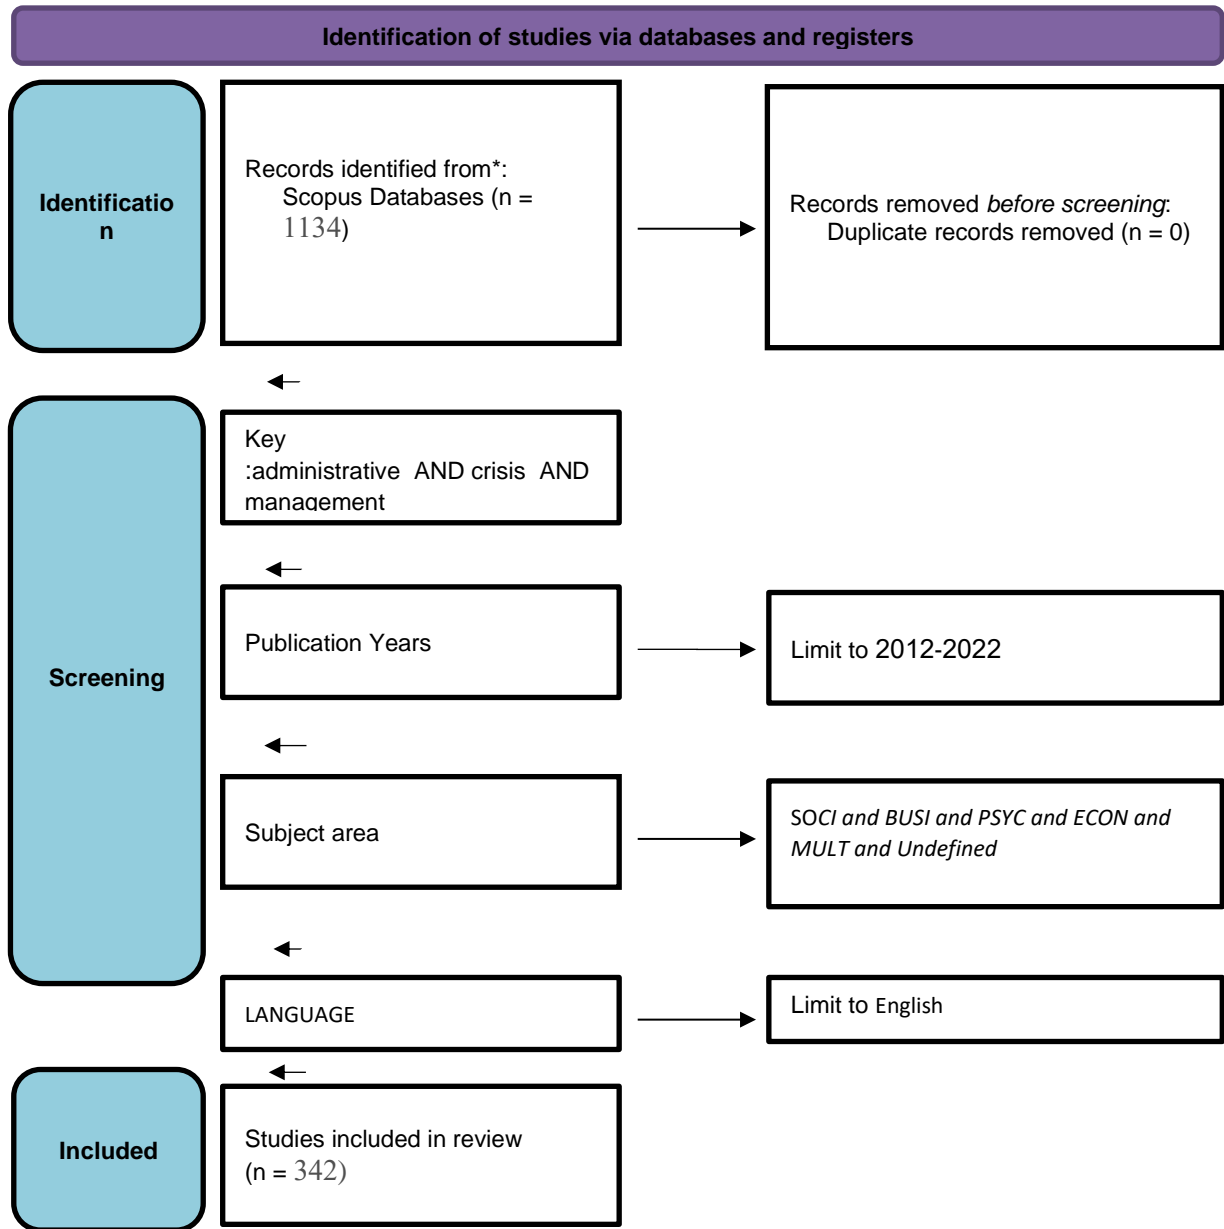 Identification of studies via databases and registers
Identificatio
n
Records identified from*:
Scopus Databases (n =
1134)
Records removed before screening:
Duplicate records removed (n = 0)
Screening
Key
:administrative AND crisis AND
management
Publication Years
Limit to 2012-2022
Subject area
SOCI and BUSI and PSYC and ECON and
MULT and Undefined
LANGUAGE
Limit to English
Included
Studies included in review
(n = 342)